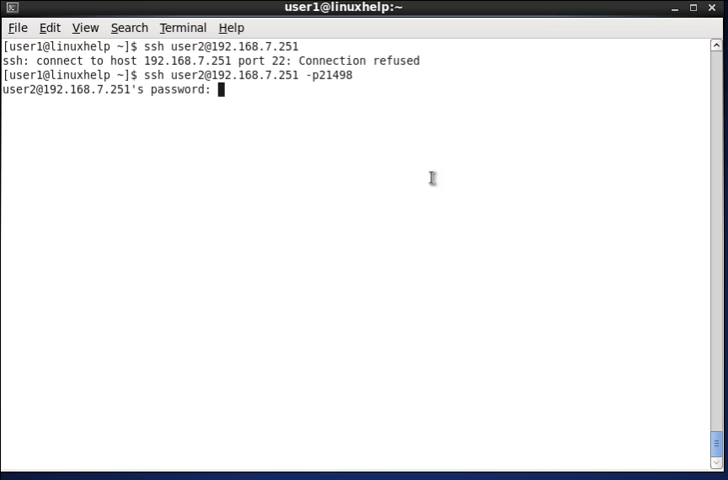 user1@linuxhelp:~
File Edit View Search Terminal Help
[user1@linuxhelp ~]$ ssh user2@192.168.7.251
ssh: connect to host 192.168.7.251 port 22: Connection refused
[user1@linuxhelp ~]$ ssh user2@192.168.7.251 -p21498
user2@192.168.7.251's password: